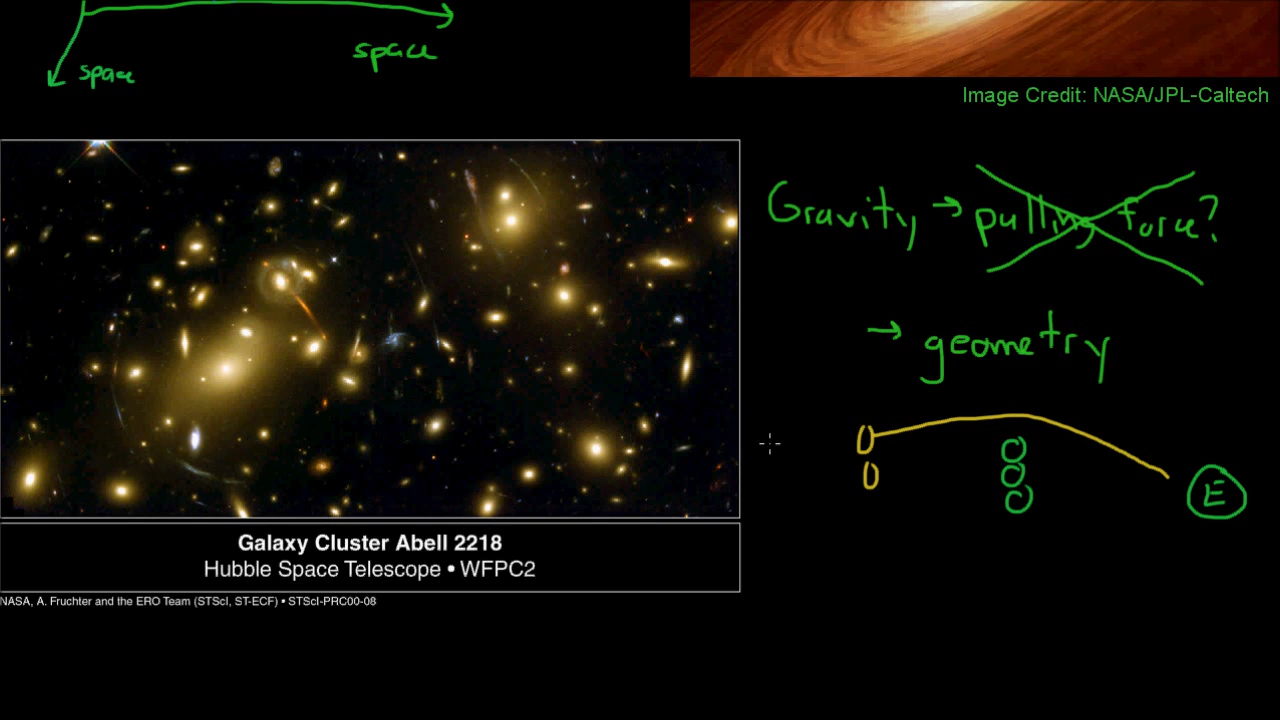 space
space
Image Credit: NASA/JPL-Caltech
Gravity → pulling force?
→ geometry
E
Galaxy Cluster Abell 2218
Hubble Space Telescope • WFPC2
NASA, A. Fruchter and the ERO Team (STScI, ST-ECF) • STScI-PRC00-08